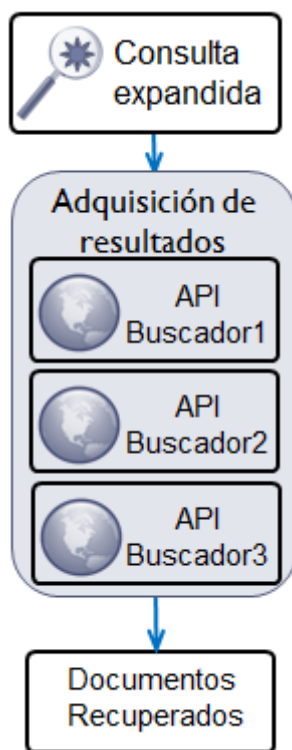 Consulta
expandida
Adquisición de
resultados
API
Buscador1
API
Buscador2
API
Buscador3
Documentos
Recuperados